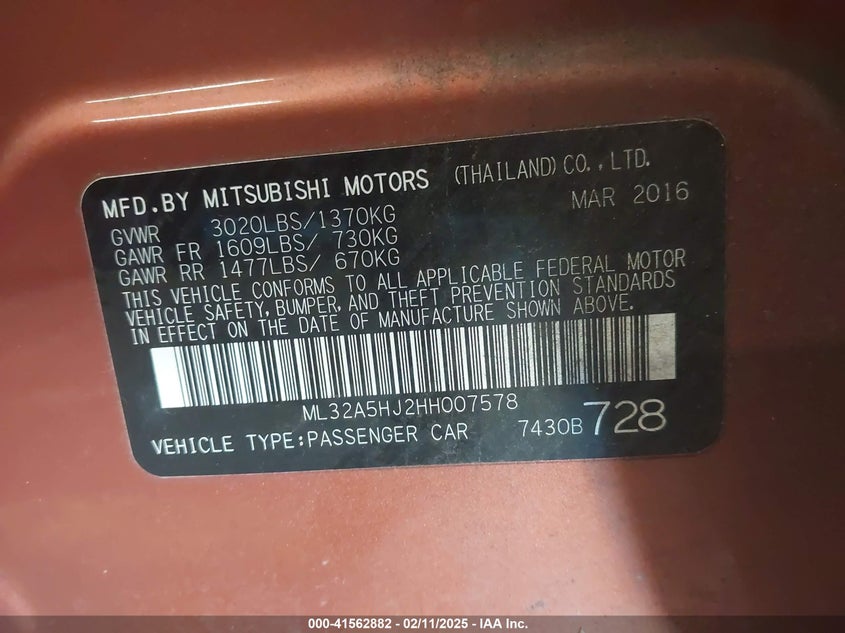 MFD.BY MITSUBISHI MOTORS (THAILAND) CO.,LTD.
MAR 2016
GVWR 3020LBS/1370KG
GAWR FR 1609LBS/ 730KG
GAWR RR 1477LBS/ 670KG
THIS VEHICLE CONFORMS TO ALL APPLICABLE FEDERAL MOTOR
VEHICLE SAFETY, BUMPER, AND THEFT PREVENTION STANDARDS
IN EFFECT ON THE DATE OF MANUFACTURE SHOWN ABOVE.
ML32A5HJ2HH007578
VEHICLE TYPE:PASSENGER CAR 7430B 728
000-41562882 - 02/11/2025 - IAA Inc.